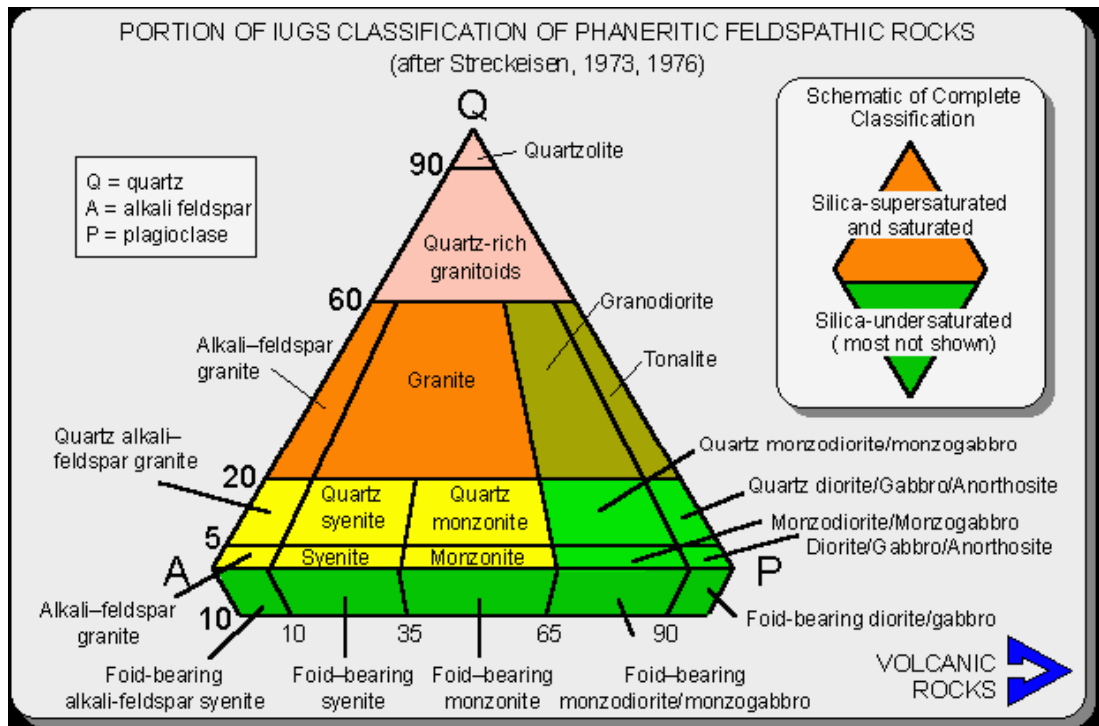 PORTION OF IUGS CLASSIFICATION OF PHANERITIC FELDSPATHIC ROCKS
(after Streckeisen, 1973, 1976)
Q = quartz
A = alkali feldspar
P = plagioclase
Schematic of Complete
Classification
Silica-supersaturated
and saturated
Silica-undersaturated
( most not shown)
Q
90
Quartzolite
Quartz-rich
granitoids
60
Granodiorite
Alkali–feldspar
granite
Granite
Tonalite
Quartz alkali–
feldspar granite
20
Quartz
syenite
Quartz
monzonite
Quartz monzodiorite/monzogabbro
Quartz diorite/Gabbro/Anorthosite
5
Syenite
Monzonite
Monzodiorite/Monzogabbro
Diorite/Gabbro/Anorthosite
A
P
Alkali–feldspar
granite
10
10
35
65
90
Foid-bearing diorite/gabbro
Foid-bearing
alkali-feldspar syenite
Foid–bearing
syenite
Foid–bearing
monzonite
Foid–bearing
monzodiorite/monzogabbro
VOLCANIC
ROCKS